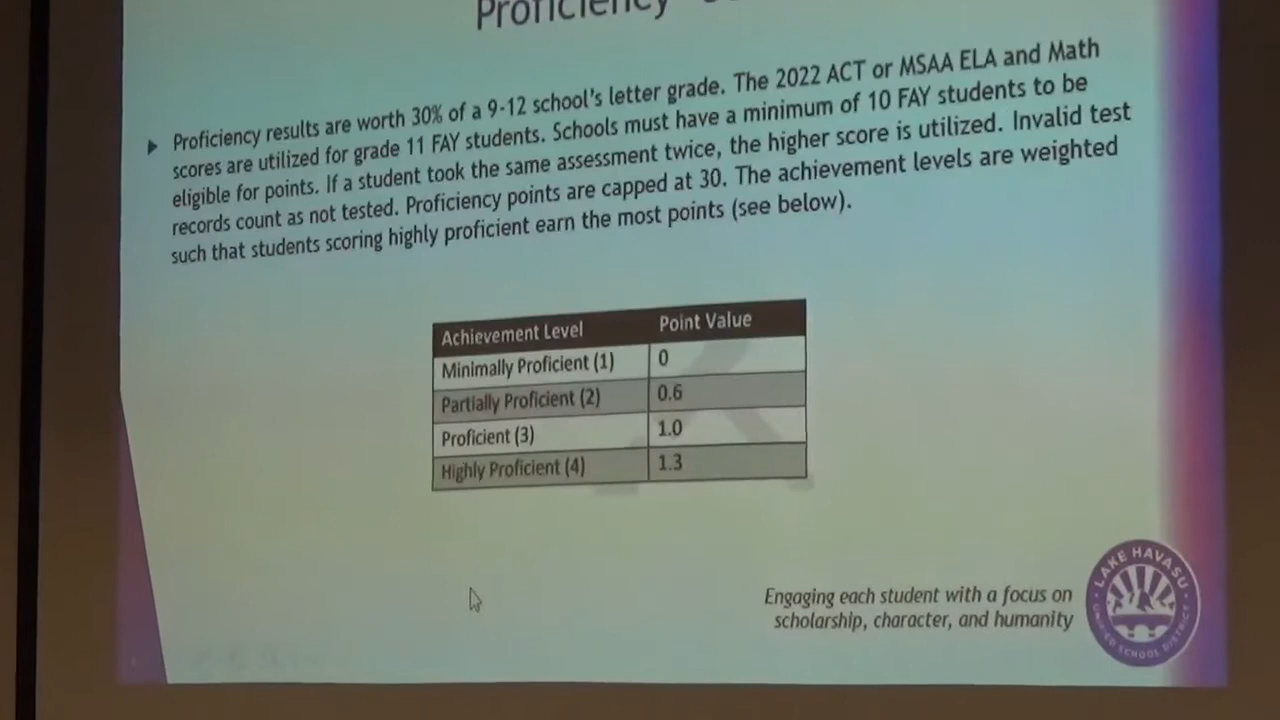 Proficiency
Proficiency results are worth 30% of a 9-12 school's letter grade. The 2022 ACT or MSAA ELA and Math
scores are utilized for grade 11 FAY students. Schools must have a minimum of 10 FAY students to be
eligible for points. If a student took the same assessment twice, the higher score is utilized. Invalid test
records count as not tested. Proficiency points are capped at 30. The achievement levels are weighted
such that students scoring highly proficient earn the most points (see below).
Achievement Level Point Value
Minimally Proficient (1) 0
Partially Proficient (2) 0.6
Proficient (3) 1.0
Highly Proficient (4) 1.3
Engaging each student with a focus on
scholarship, character, and humanity
LAKE HAVASU
UNIFIED SCHOOL DISTRICT